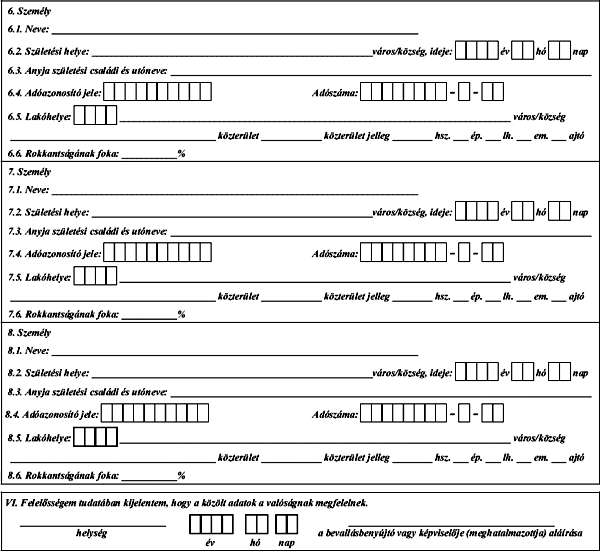 6. Személy
6.1. Neve:
6.2. Születési helye: város/község, ideje: év hó nap
6.3. Anyja születési családi és utóneve:
6.4. Adóazonosító jele: Adószáma: - -
6.5. Lakóhelye: város/község
közterület közterület jelleg hsz. ép. lh. em. ajtó
6.6. Rokkantságának foka: %
7. Személy
7.1. Neve:
7.2. Születési helye: város/község, ideje: év hó nap
7.3. Anyja születési családi és utóneve:
7.4. Adóazonosító jele: Adószáma: - -
7.5. Lakóhelye: város/község
közterület közterület jelleg hsz. ép. lh. em. ajtó
7.6. Rokkantságának foka: %
8. Személy
8.1. Neve:
8.2. Születési helye: város/község, ideje: év hó nap
8.3. Anyja születési családi és utóneve:
8.4. Adóazonosító jele: Adószáma: - -
8.5. Lakóhelye: város/község
közterület közterület jelleg hsz. ép. lh. em. ajtó
8.6. Rokkantságának foka: %
VI. Felelősségem tudatában kijelentem, hogy a közölt adatok a valóságnak megfelelnek.
helység év hó nap a bevallásbenyújtó vagy képviselője (meghatalmazottja) aláírása